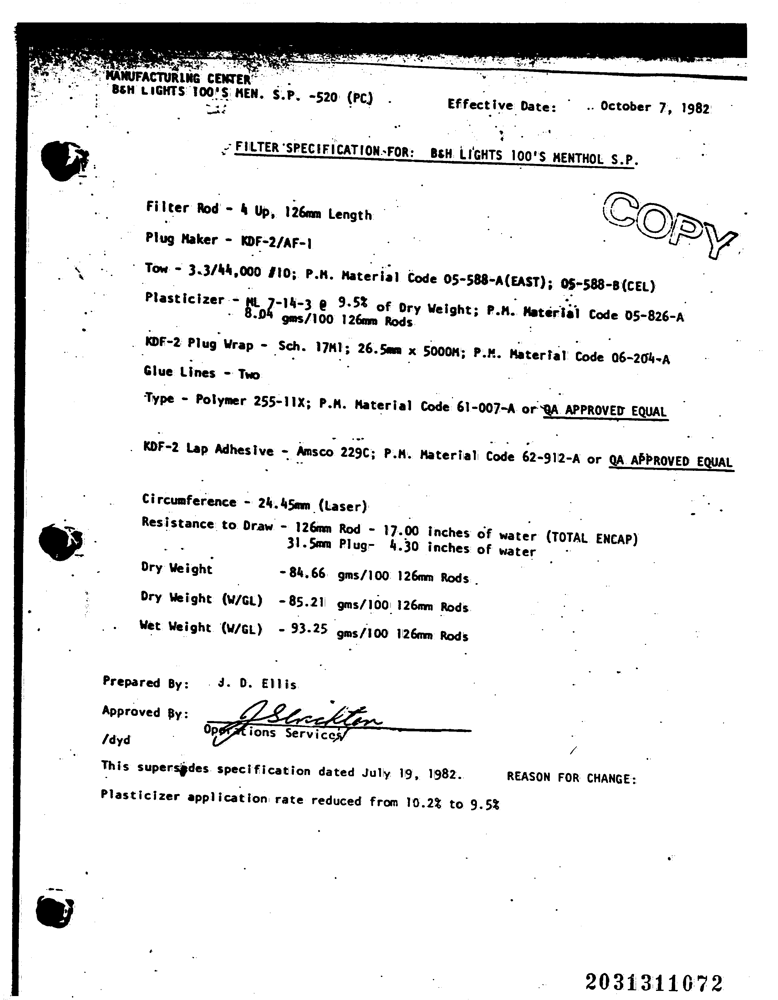 MANUFACTURING CENTER
B&H LIGHTS 100'S MEN. S.P. -520 (PC)
Effective Date: October 7, 1982
FILTER SPECIFICATION FOR: B&H LIGHTS 100'S MENTHOL S.P.
COPY
Filter Rod - 4 Up, 126mm Length
Plug Maker - KDF-2/AF-1
Tow - 3.3/44,000 #10; P.M. Material Code 05-588-A(EAST); 05-588-B(CEL)
Plasticizer - ML 7-14-3 @ 9.5% of Dry Weight; P.M. Material Code 05-826-A
8.04 gms/100 126mm Rods
KDF-2 Plug Wrap - Sch. 17M1; 26.5mm x 5000M; P.M. Material Code 06-204-A
Glue Lines - Two
Type - Polymer 255-11X; P.M. Material Code 61-007-A or QA APPROVED EQUAL
KDF-2 Lap Adhesive - Amsco 229C; P.M. Material Code 62-912-A or QA APPROVED EQUAL
Circumference - 24.45mm (Laser)
Resistance to Draw - 126mm Rod - 17.00 inches of water (TOTAL ENCAP)
31.5mm Plug- 4.30 inches of water
Dry Weight - 84.66 gms/100 126mm Rods
Dry Weight (W/GL) - 85.21 gms/100 126mm Rods
Wet Weight (W/GL) - 93.25 gms/100 126mm Rods
Prepared By: J. D. Ellis
Approved By:
Operations Services
/dyd
This supersedes specification dated July 19, 1982. REASON FOR CHANGE:
Plasticizer application rate reduced from 10.2% to 9.5%
2031311072